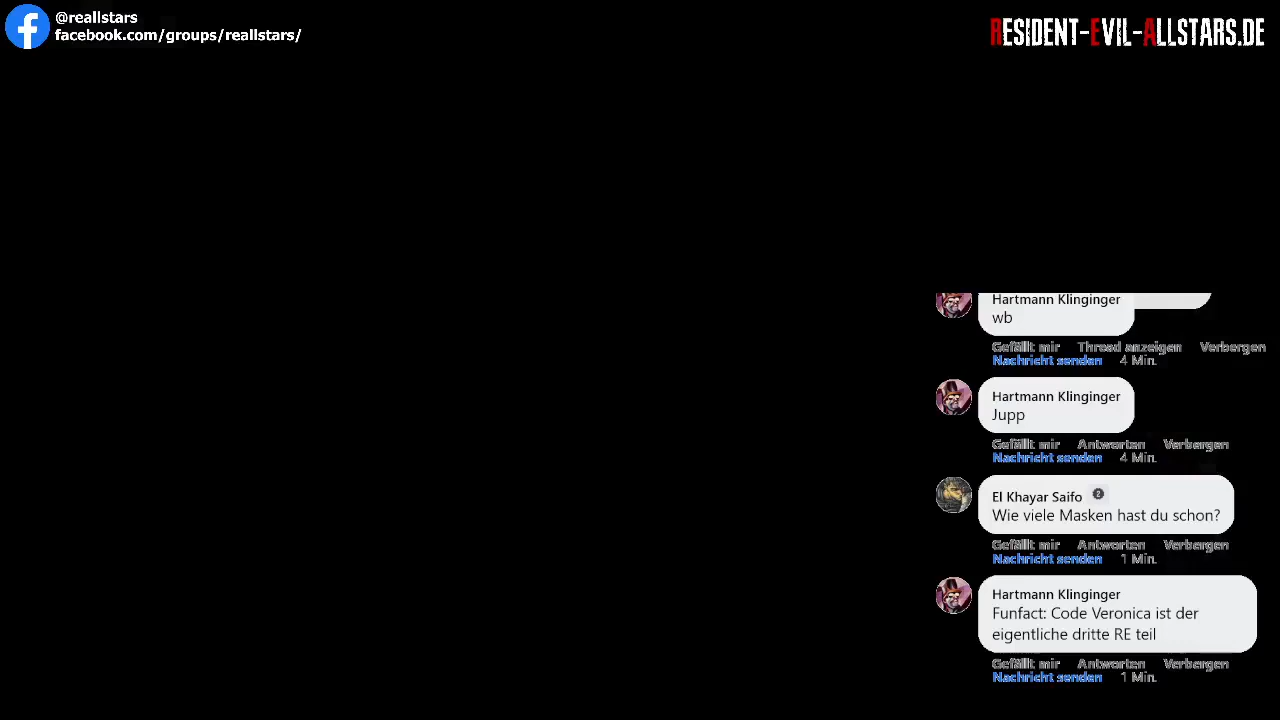 @reallstars
facebook.com/groups/reallstars/
RESIDENT-EVIL-ALLSTARS.DE
Hartmann Klinginger
wb
Gefällt mir Thread anzeigen Verbergen
Nachricht senden 4 Min.
Hartmann Klinginger
Jupp
Gefällt mir Antworten Verbergen
Nachricht senden 4 Min.
El Khayar Saifo 2
Wie viele Masken hast du schon?
Gefällt mir Antworten Verbergen
Nachricht senden 1 Min.
Hartmann Klinginger
Funfact: Code Veronica ist der
eigentliche dritte RE teil
Gefällt mir Antworten Verbergen
Nachricht senden 1 Min.